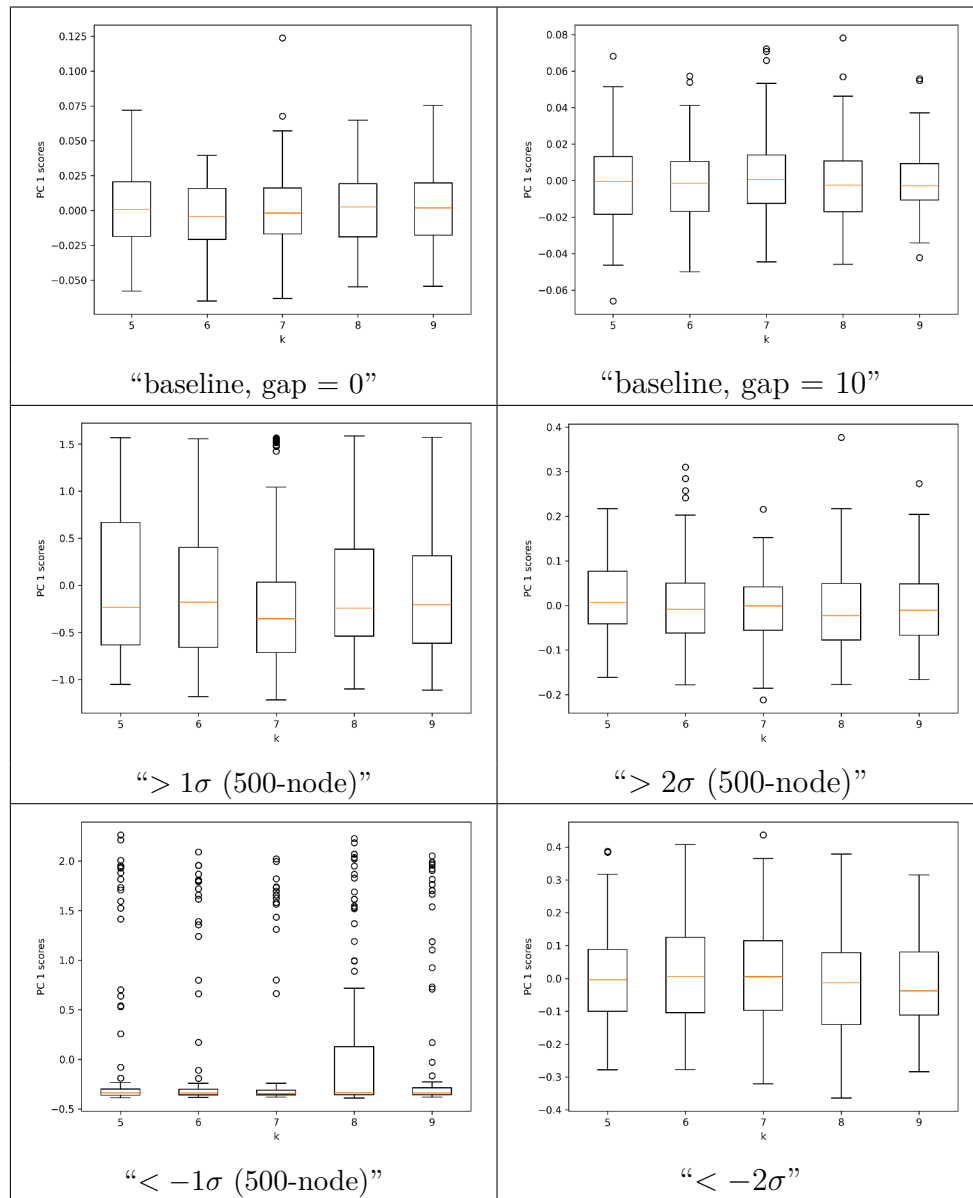 0.125
0.100
0.075
0.050
0.025
0.000
−0.025
−0.050
PC 1 scores
5 6 7 8 9
k
“baseline, gap = 0”
0.08
0.06
0.04
0.02
0.00
−0.02
−0.04
−0.06
PC 1 scores
5 6 7 8 9
k
“baseline, gap = 10”
1.5
1.0
0.5
0.0
−0.5
−1.0
PC 1 scores
5 6 7 8 9
k
“> 1σ (500-node)”
0.4
0.3
0.2
0.1
0.0
−0.1
−0.2
PC 1 scores
5 6 7 8 9
k
“> 2σ (500-node)”
2.0
1.5
1.0
0.5
0.0
−0.5
PC 1 scores
5 6 7 8 9
k
“< −1σ (500-node)”
0.4
0.3
0.2
0.1
0.0
−0.1
−0.2
−0.3
−0.4
PC 1 scores
5 6 7 8 9
k
“< −2σ”